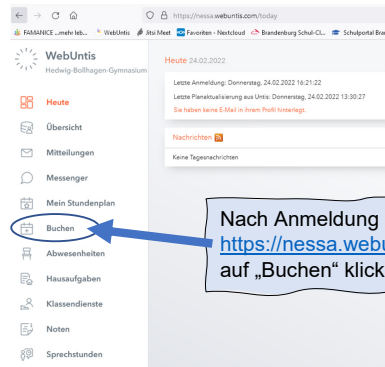 https://nessa.webuntis.com/today
FAMANICE ...mehr leb...
WebUntis
Jitsi Meet
Favoriten - Nextcloud
Brandenburg Schul-Cl...
Schulportal Bran
WebUntis
Hedwig-Bollhagen-Gymnasium
Heute 24.02.2022
Letzte Anmeldung: Donnerstag, 24.02.2022 16:21:22
Letzte Planaktualisierung aus Untis: Donnerstag, 24.02.2022 13:30:27
Sie haben keine E-Mail in Ihrem Profil hinterlegt.
Nachrichten
Keine Tagesnachrichten
Heute
Übersicht
Mitteilungen
Messenger
Mein Stundenplan
Buchen
Abwesenheiten
Hausaufgaben
Klassendienste
Noten
Sprechstunden
Nach Anmeldung
https://nessa.webu
auf „Buchen“ klick